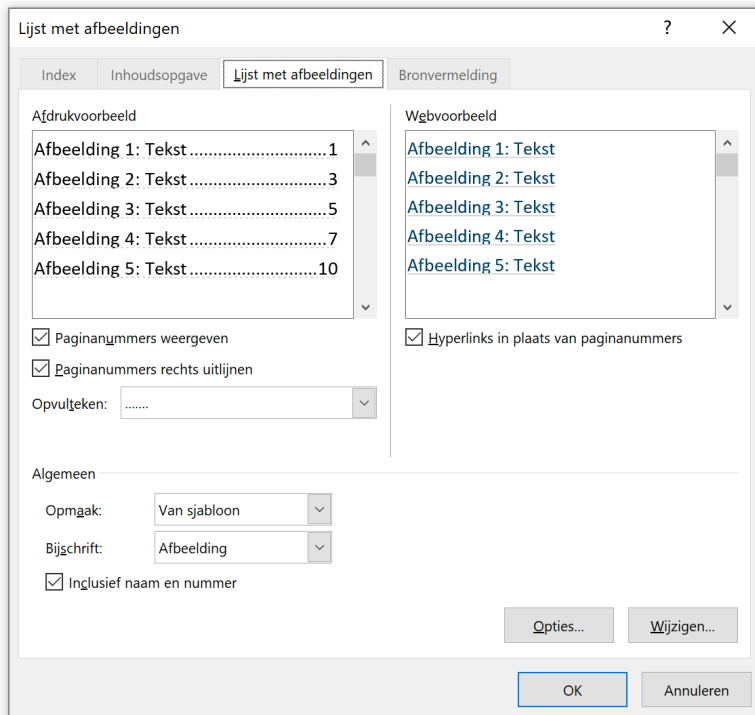 Lijst met afbeeldingen ?
Index Inhoudsopgave Lijst met afbeeldingen Bronvermelding
Afdrukvoorbeeld
Afbeelding 1: Tekst..............................1
Afbeelding 2: Tekst..............................3
Afbeelding 3: Tekst..............................5
Afbeelding 4: Tekst..............................7
Afbeelding 5: Tekst............................10
Paginanummers weergeven
Paginanummers rechts uitlijnen
Opvulteken: .......
Webvoorbeeld
Afbeelding 1: Tekst
Afbeelding 2: Tekst
Afbeelding 3: Tekst
Afbeelding 4: Tekst
Afbeelding 5: Tekst
Hyperlinks in plaats van paginanummers
Algemeen
Opmaak: Van sjabloon
Bijschrift: Afbeelding
Inclusief naam en nummer
Opties... Wijzigen...
OK Annuleren